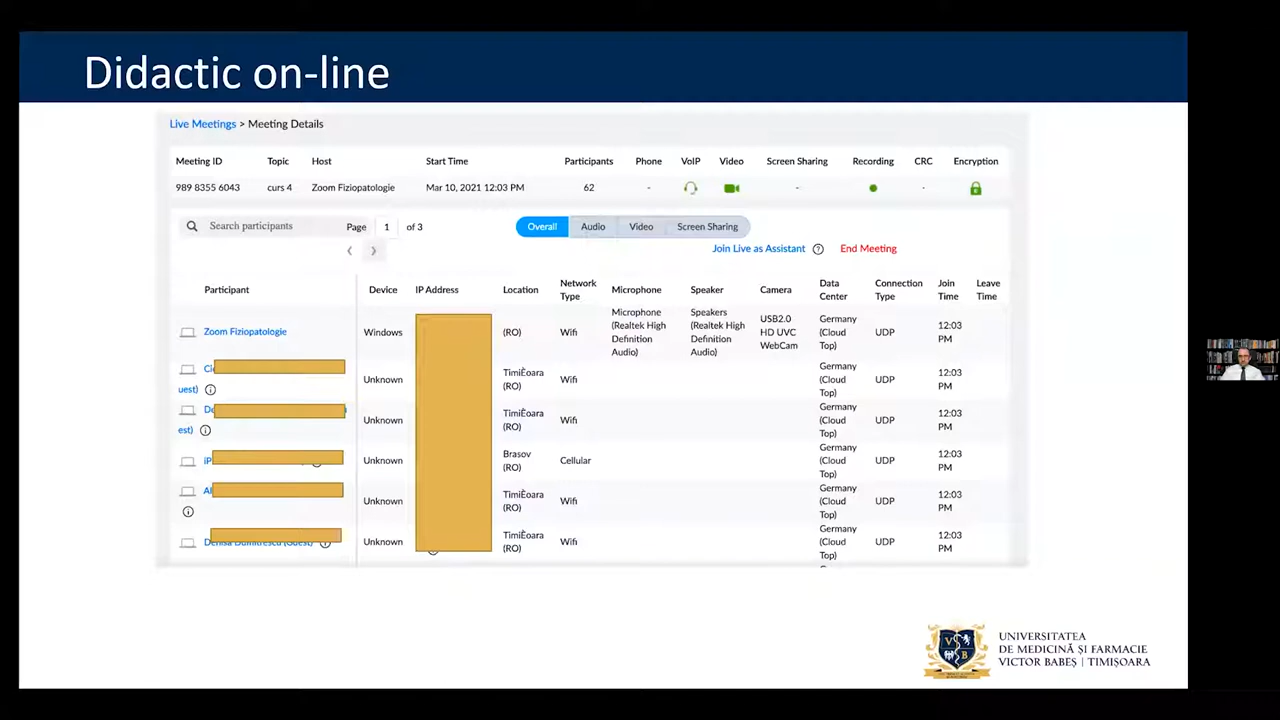 Didactic on-line
Live Meetings > Meeting Details
Meeting ID Topic Host Start Time Participants Phone VoIP Video Screen Sharing Recording CRC Encryption
989 8355 6043 curs 4 Zoom Fiziopatologie Mar 10, 2021 12:03 PM 62 - - -
Search participants Page 1 of 3 Overall Audio Video Screen Sharing
Join Live as Assistant ? End Meeting
Participant Device IP Address Location Network Type Microphone Speaker Camera Data Center Connection Type Join Time Leave Time
Zoom Fiziopatologie Windows (RO) Wifi Microphone (Realtek High Definition Audio) Speakers (Realtek High Definition Audio) USB2.0 HD UVC WebCam Germany (Cloud Top) UDP 12:03 PM
uest) Unknown TimiÈoara (RO) Wifi Germany (Cloud Top) UDP 12:03 PM
est) Unknown TimiÈoara (RO) Wifi Germany (Cloud Top) UDP 12:03 PM
iP Unknown Brasov (RO) Cellular Germany (Cloud Top) UDP 12:03 PM
Unknown TimiÈoara (RO) Wifi Germany (Cloud Top) UDP 12:03 PM
Unknown TimiÈoara (RO) Wifi Germany (Cloud Top) UDP 12:03 PM
UNIVERSITATEA
DE MEDICINĂ ȘI FARMACIE
VICTOR BABEȘ | TIMIȘOARA